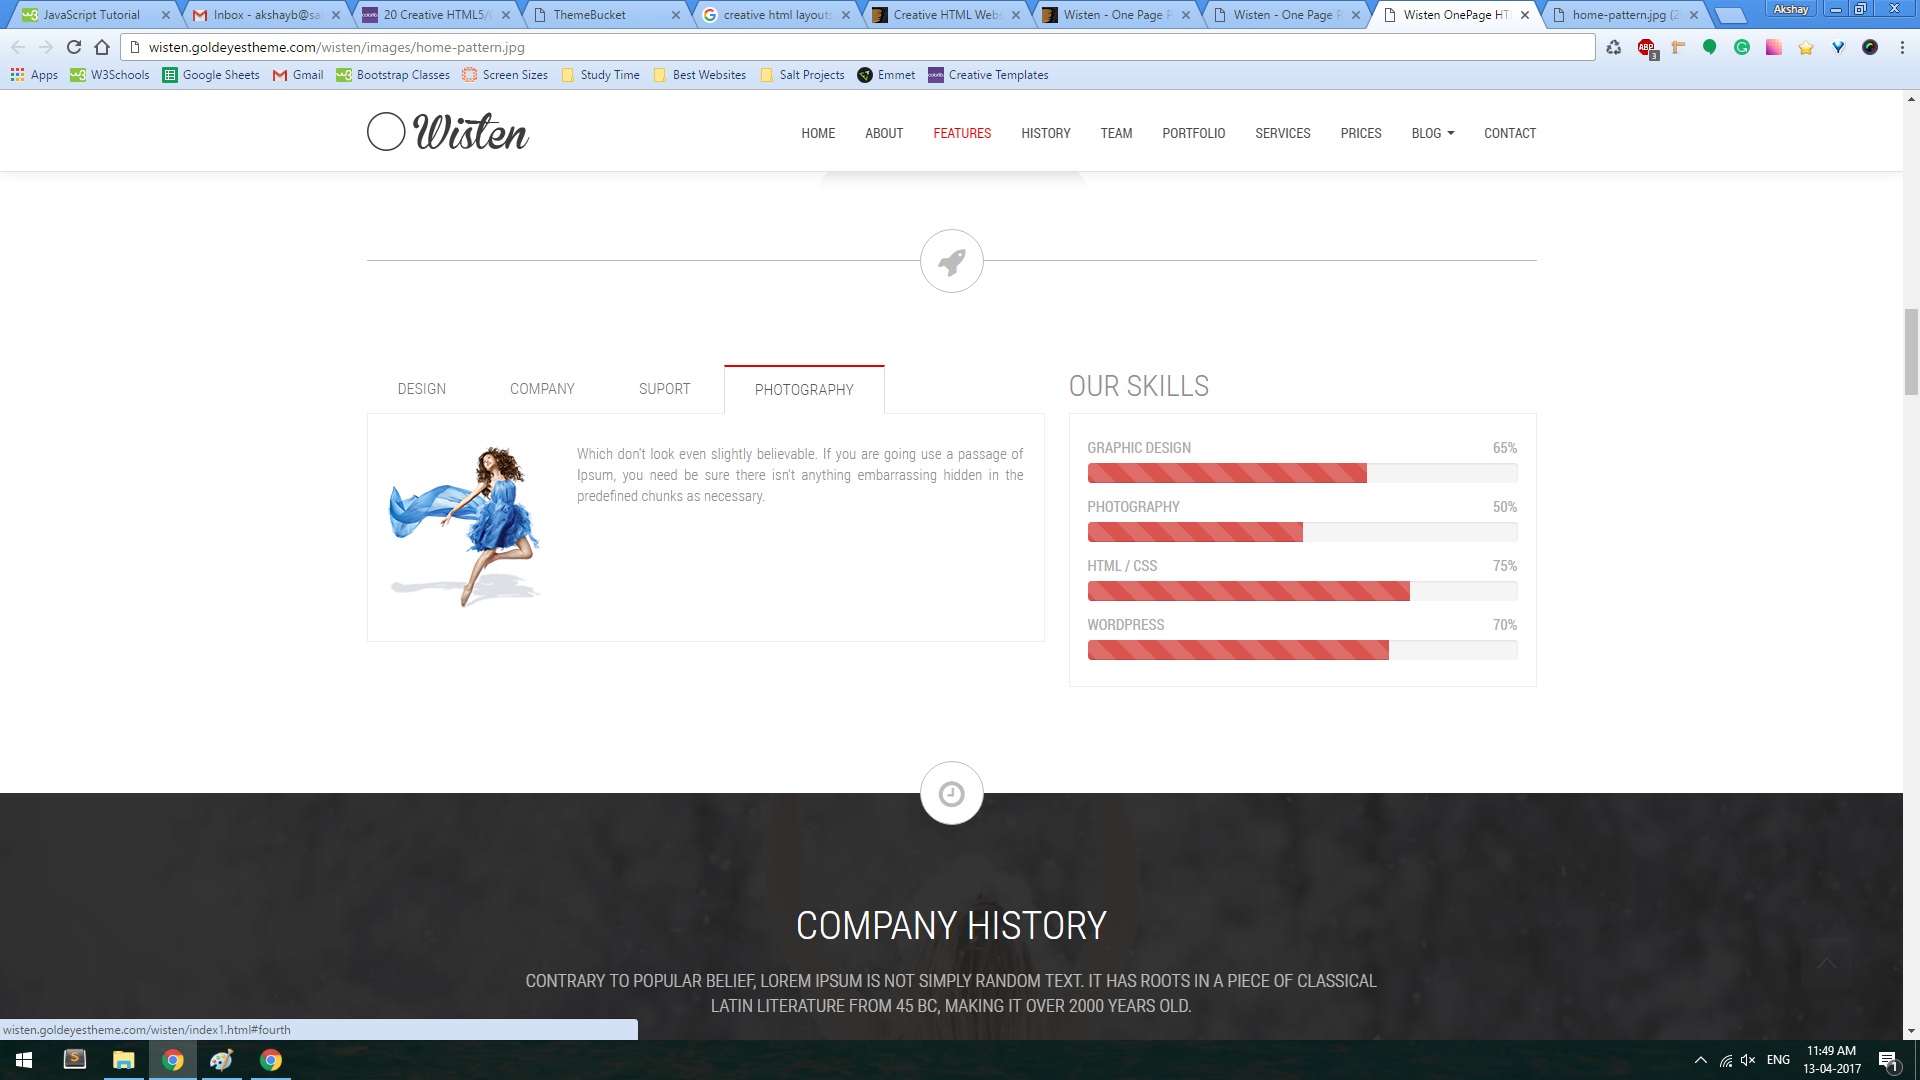 JavaScript Tutorial
Inbox - akshayb@sa
20 Creative HTML5/
ThemeBucket
creative html layouts
Creative HTML Web
Wisten - One Page P
Wisten - One Page P
Wisten OnePage HT
home-pattern.jpg (2
Akshay
wisten.goldeyestheme.com/wisten/images/home-pattern.jpg
ABP
3
Apps
W3Schools
Google Sheets
Gmail
Bootstrap Classes
Screen Sizes
Study Time
Best Websites
Salt Projects
Emmet
Creative Templates
Wisten
HOME
ABOUT
FEATURES
HISTORY
TEAM
PORTFOLIO
SERVICES
PRICES
BLOG
CONTACT
DESIGN
COMPANY
SUPORT
PHOTOGRAPHY
Which don't look even slightly believable. If you are going use a passage of
Ipsum, you need be sure there isn't anything embarrassing hidden in the
predefined chunks as necessary.
OUR SKILLS
GRAPHIC DESIGN 65%
PHOTOGRAPHY 50%
HTML / CSS 75%
WORDPRESS 70%
COMPANY HISTORY
CONTRARY TO POPULAR BELIEF, LOREM IPSUM IS NOT SIMPLY RANDOM TEXT. IT HAS ROOTS IN A PIECE OF CLASSICAL
LATIN LITERATURE FROM 45 BC, MAKING IT OVER 2000 YEARS OLD.
wisten.goldeyestheme.com/wisten/index1.html#fourth
ENG
11:49 AM
13-04-2017
1